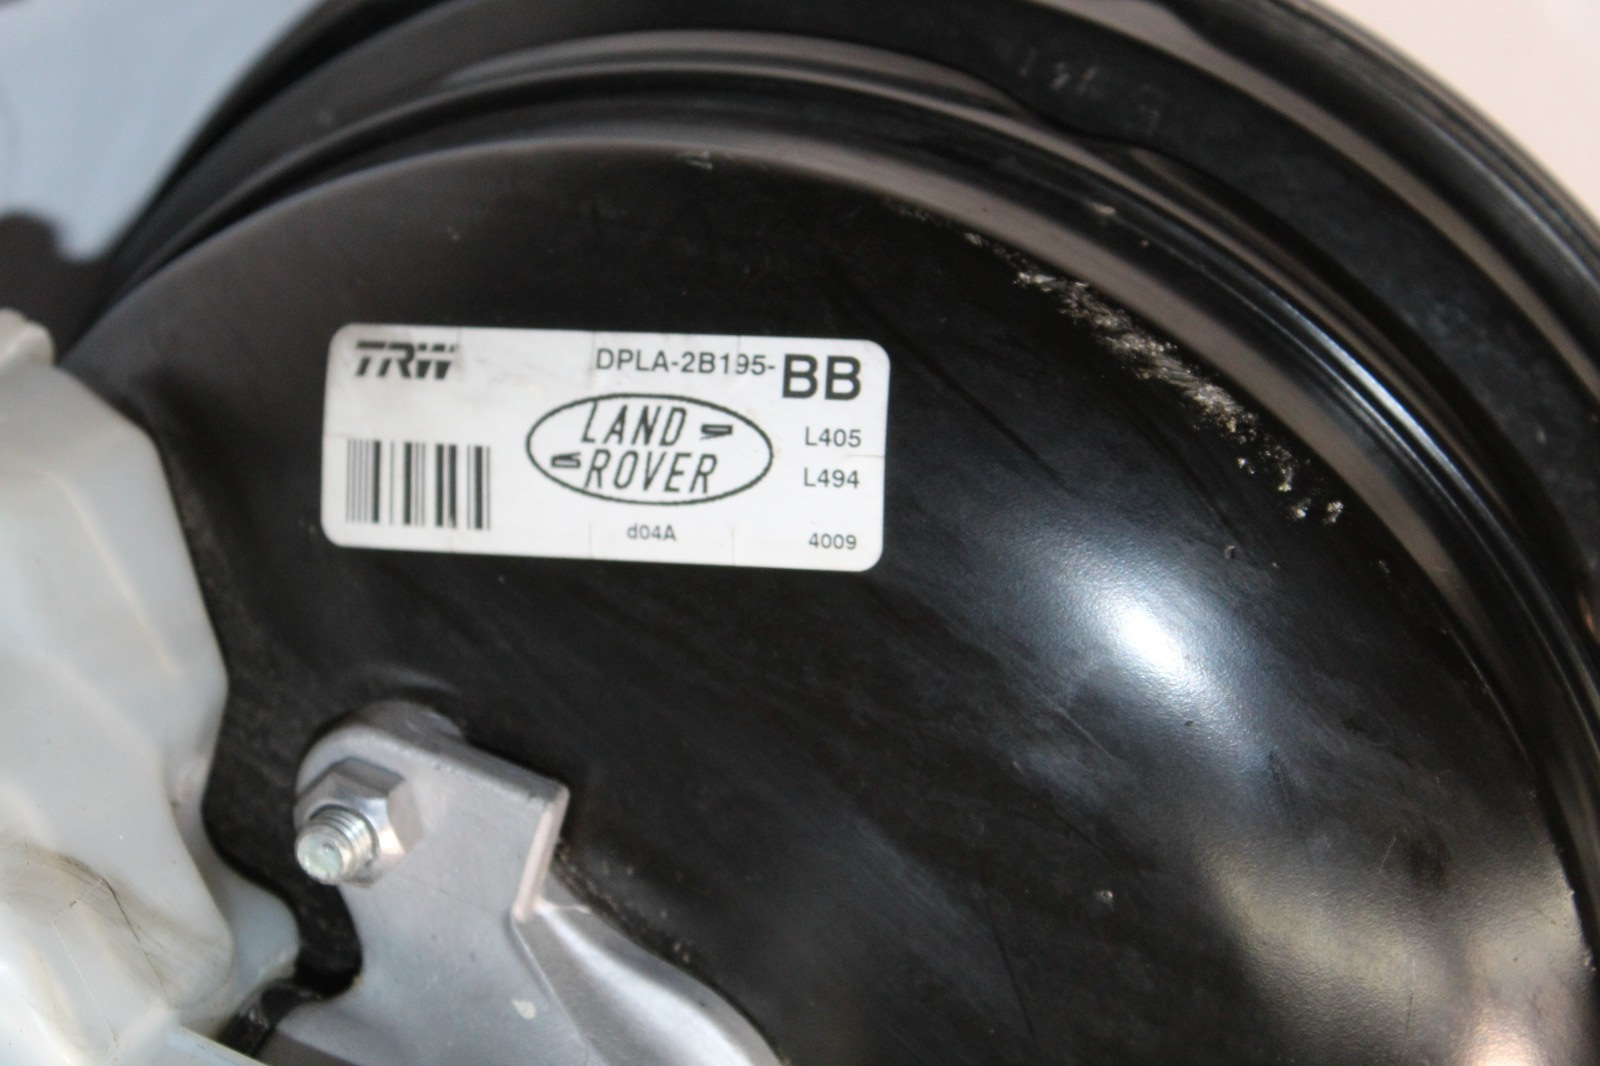 TRW
DPLA-2B195-BB
LAND
ROVER
L405
L494
d04A
4009